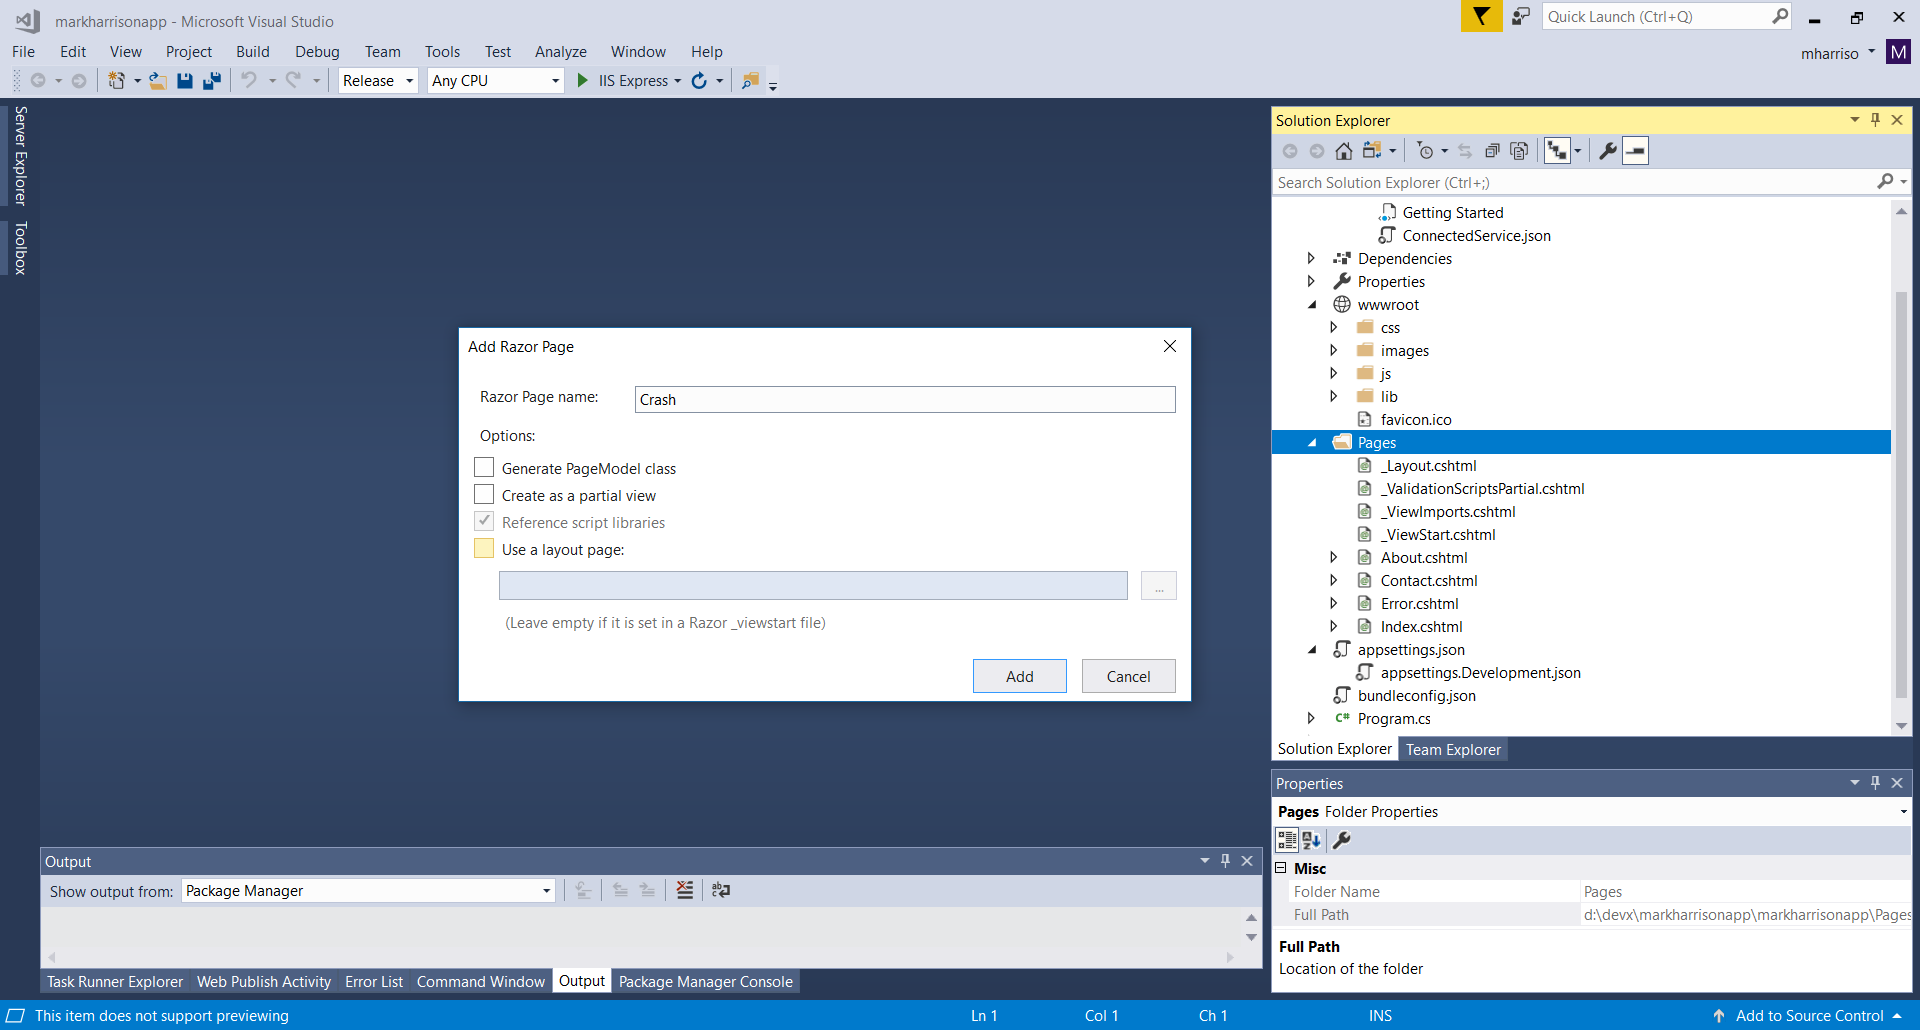 markharrisonapp - Microsoft Visual Studio
Quick Launch (Ctrl+Q)
File Edit View Project Build Debug Team Tools Test Analyze Window Help
mharriso M
Release Any CPU IIS Express
Server Explorer
Toolbox
Add Razor Page
Razor Page name: Crash
Options:
Generate PageModel class
Create as a partial view
Reference script libraries
Use a layout page:
...
(Leave empty if it is set in a Razor _viewstart file)
Add Cancel
Solution Explorer
Search Solution Explorer (Ctrl+;)
Getting Started
ConnectedService.json
Dependencies
Properties
wwwroot
css
images
js
lib
favicon.ico
Pages
_Layout.cshtml
_ValidationScriptsPartial.cshtml
_ViewImports.cshtml
_ViewStart.cshtml
About.cshtml
Contact.cshtml
Error.cshtml
Index.cshtml
appsettings.json
appsettings.Development.json
bundleconfig.json
C# Program.cs
Solution Explorer Team Explorer
Properties
Pages Folder Properties
Misc
Folder Name Pages
Full Path d:\devx\markharrisonapp\markharrisonapp\Pages
Full Path
Location of the folder
Output
Show output from: Package Manager
Task Runner Explorer Web Publish Activity Error List Command Window Output Package Manager Console
This item does not support previewing Ln 1 Col 1 Ch 1 INS Add to Source Control